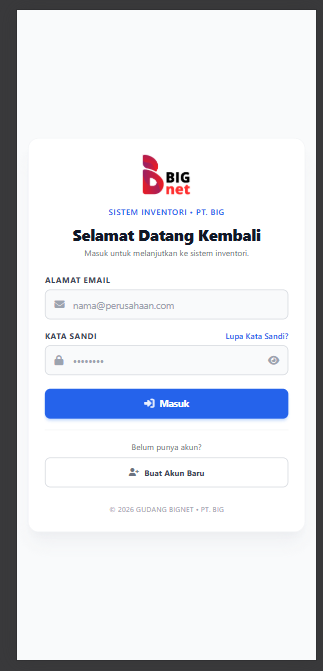 BIG
net
SISTEM INVENTORI • PT. BIG
Selamat Datang Kembali
Masuk untuk melanjutkan ke sistem inventori.
ALAMAT EMAIL
nama@perusahaan.com
KATA SANDI Lupa Kata Sandi?
••••••••
Masuk
Belum punya akun?
Buat Akun Baru
© 2026 GUDANG BIGNET • PT. BIG